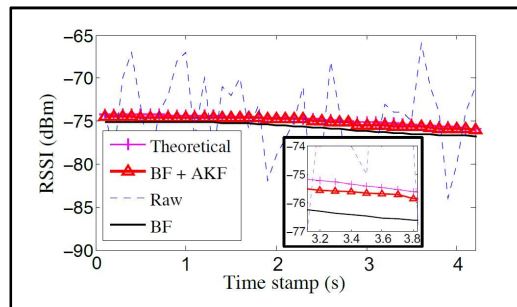 −65
−70
−75
−80
−85
−90
RSSI (dBm)
Theoretical
BF + AKF
Raw
BF
−74
−75
−76
−77
3.2 3.4 3.6 3.8
0 1 2 3 4
Time stamp (s)